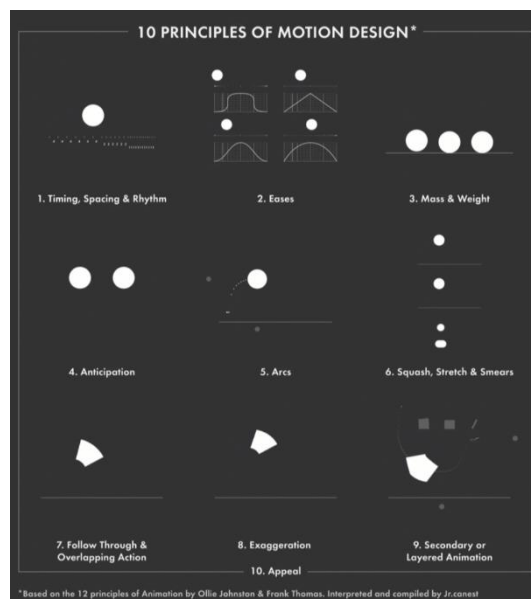 10 PRINCIPLES OF MOTION DESIGN*
1. Timing, Spacing & Rhythm
2. Eases
3. Mass & Weight
4. Anticipation
5. Arcs
6. Squash, Stretch & Smears
7. Follow Through &
Overlapping Action
8. Exaggeration
9. Secondary or
Layered Animation
10. Appeal
*Based on the 12 principles of Animation by Ollie Johnston & Frank Thomas. Interpreted and compiled by Jr.canest